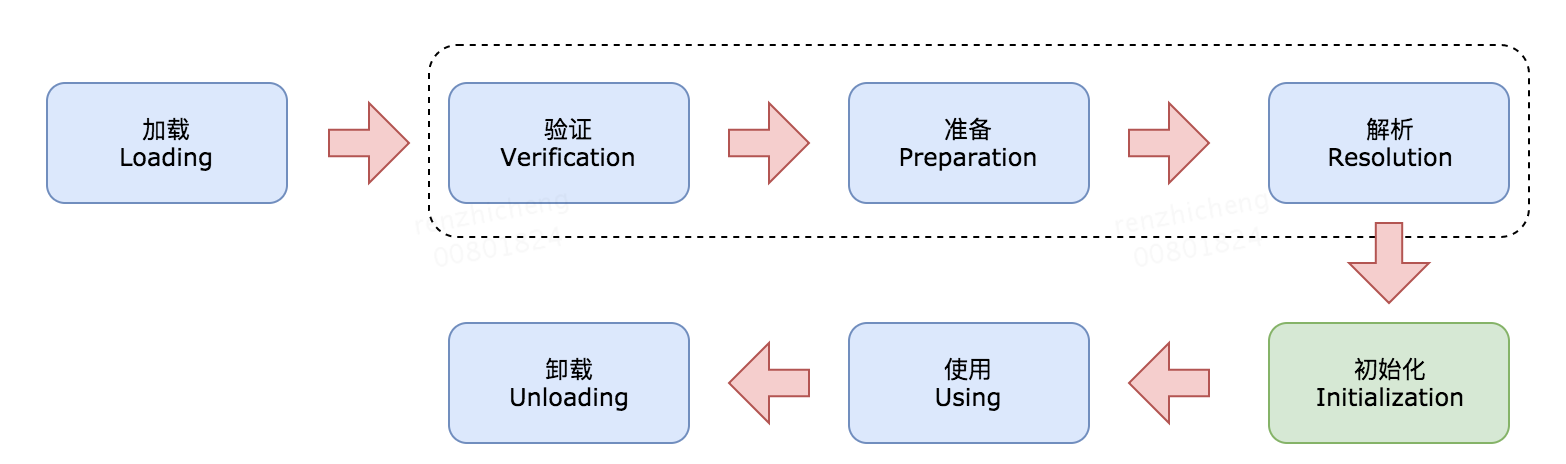 加载
Loading
验证
Verification
准备
Preparation
解析
Resolution
renzhicheng
00801824
renzhicheng
00801824
卸载
Unloading
使用
Using
初始化
Initialization